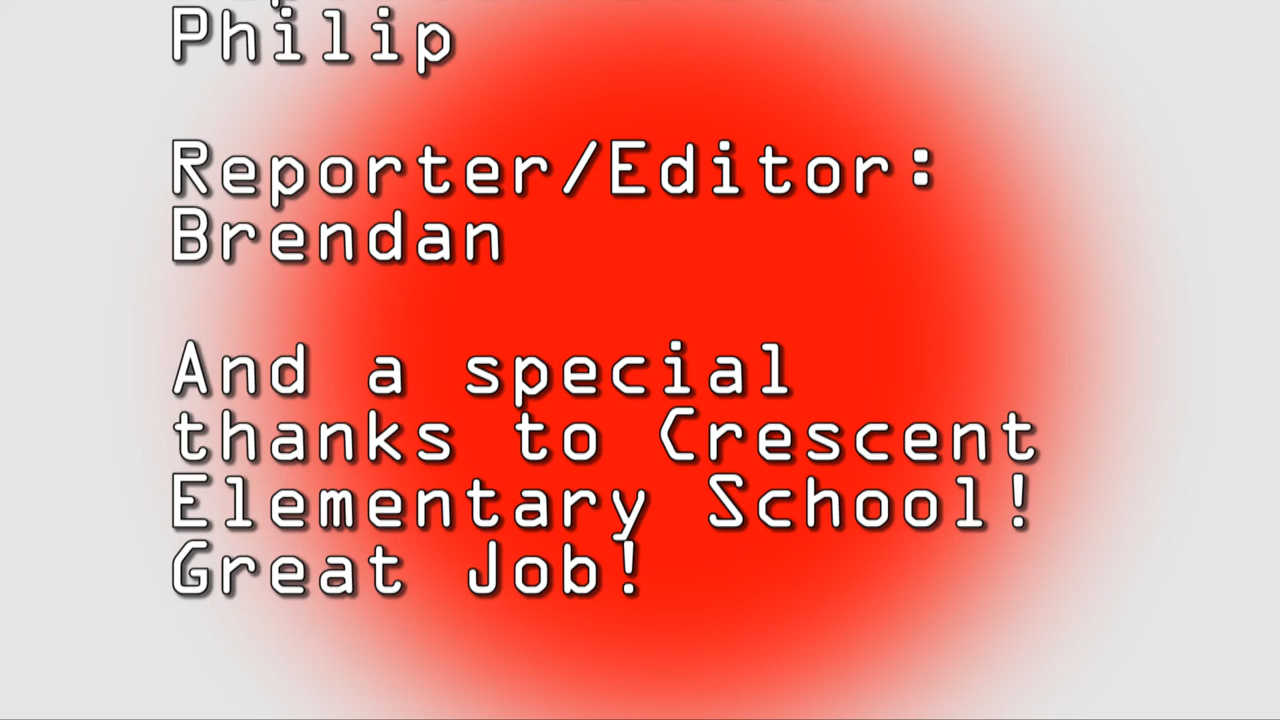 Philip
Reporter/Editor:
Brendan
And a special
thanks to Crescent
Elementary School!
Great Job!